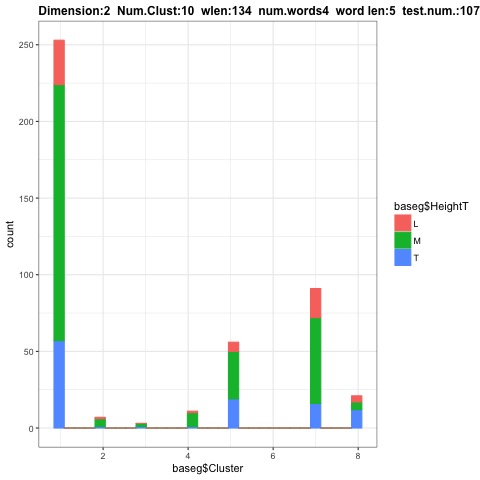 Dimension:2 Num.Clust:10 wlen:134 num.words4 word len:5 test.num.:107
250
200
150
100
50
0
count
2
4
6
8
baseg$Cluster
baseg$HeightT
L
M
T